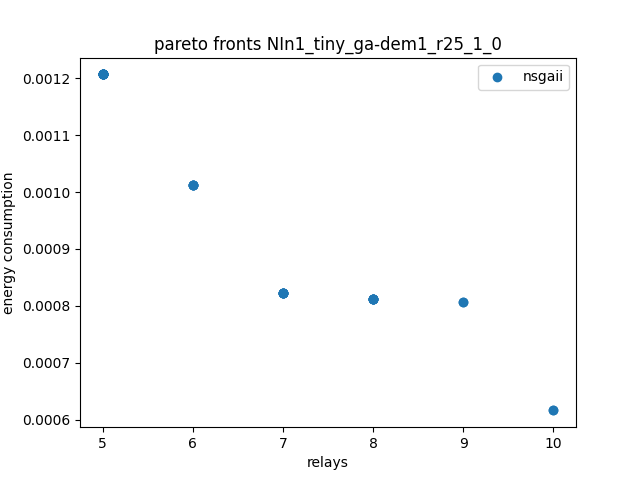 pareto fronts NIn1_tiny_ga-dem1_r25_1_0
nsgaii
0.0012
0.0011
0.0010
0.0009
0.0008
0.0007
0.0006
energy consumption
5 6 7 8 9 10
relays